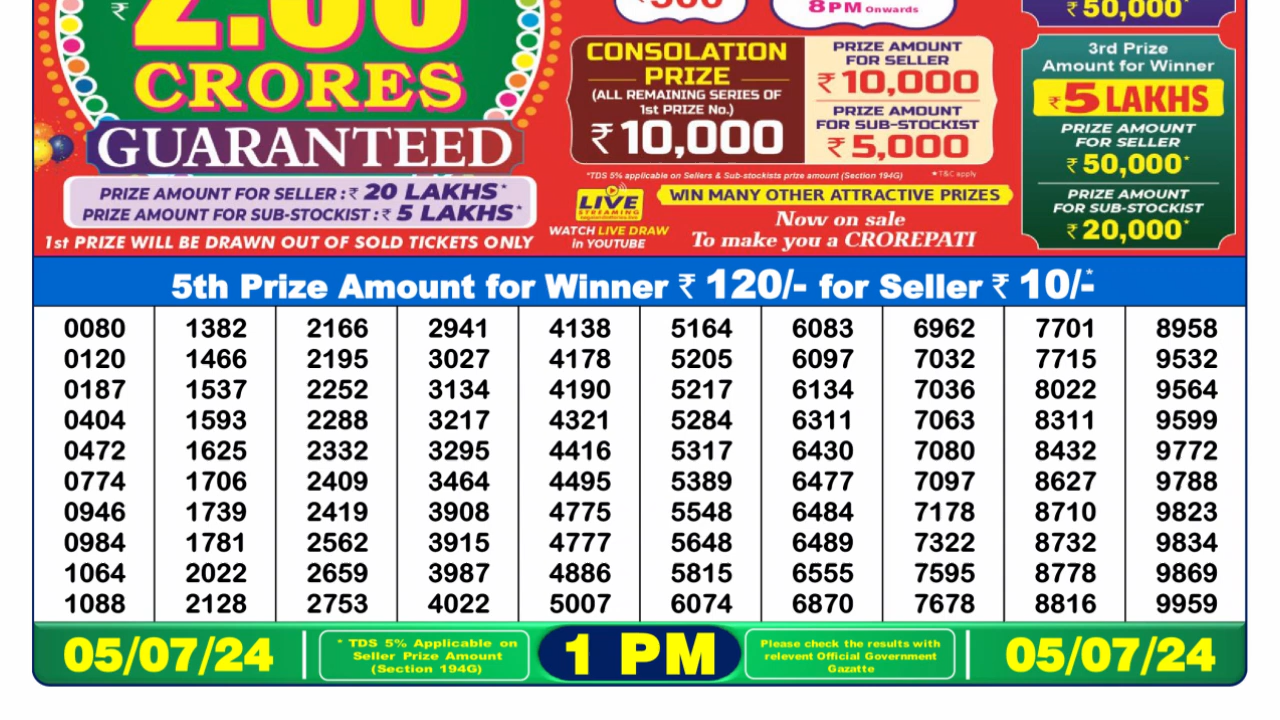 ₹ 2.00
CRORES
GUARANTEED
PRIZE AMOUNT FOR SELLER :₹ 20 LAKHS*
PRIZE AMOUNT FOR SUB-STOCKIST :₹ 5 LAKHS*
1st PRIZE WILL BE DRAWN OUT OF SOLD TICKETS ONLY
8PM Onwards
CONSOLATION
PRIZE
(ALL REMAINING SERIES OF
1st PRIZE No.)
₹ 10,000
PRIZE AMOUNT
FOR SELLER
₹ 10,000
PRIZE AMOUNT
FOR SUB-STOCKIST
₹ 5,000
*TDS 5% applicable on Sellers & Sub-stockists prize amount (Section 194G)
★T&C apply
LIVE
STREAMING
WATCH LIVE DRAW
in YOUTUBE
WIN MANY OTHER ATTRACTIVE PRIZES
Now on sale
To make you a CROREPATI
₹ 50,000*
3rd Prize
Amount for Winner
₹ 5 LAKHS
PRIZE AMOUNT
FOR SELLER
₹ 50,000*
PRIZE AMOUNT
FOR SUB-STOCKIST
₹ 20,000*
5th Prize Amount for Winner ₹ 120/- for Seller ₹ 10/-*
0080 1382 2166 2941 4138 5164 6083 6962 7701 8958
0120 1466 2195 3027 4178 5205 6097 7032 7715 9532
0187 1537 2252 3134 4190 5217 6134 7036 8022 9564
0404 1593 2288 3217 4321 5284 6311 7063 8311 9599
0472 1625 2332 3295 4416 5317 6430 7080 8432 9772
0774 1706 2409 3464 4495 5389 6477 7097 8627 9788
0946 1739 2419 3908 4775 5548 6484 7178 8710 9823
0984 1781 2562 3915 4777 5648 6489 7322 8732 9834
1064 2022 2659 3987 4886 5815 6555 7595 8778 9869
1088 2128 2753 4022 5007 6074 6870 7678 8816 9959
05/07/24
* TDS 5% Applicable on
Seller Prize Amount
(Section 194G)
1 PM
Please check the results with
relevent Official Government
Gazatte
05/07/24